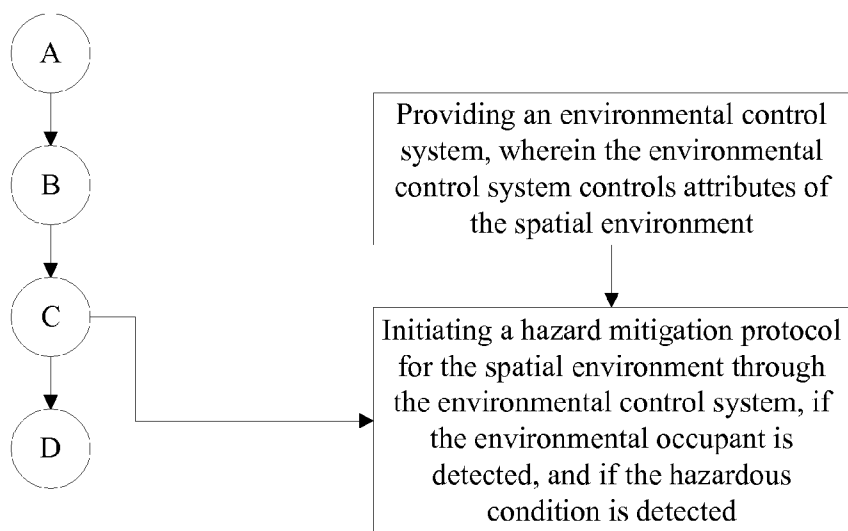 A
B
C
D
Providing an environmental control
system, wherein the environmental
control system controls attributes of
the spatial environment
Initiating a hazard mitigation protocol
for the spatial environment through
the environmental control system, if
the environmental occupant is
detected, and if the hazardous
condition is detected